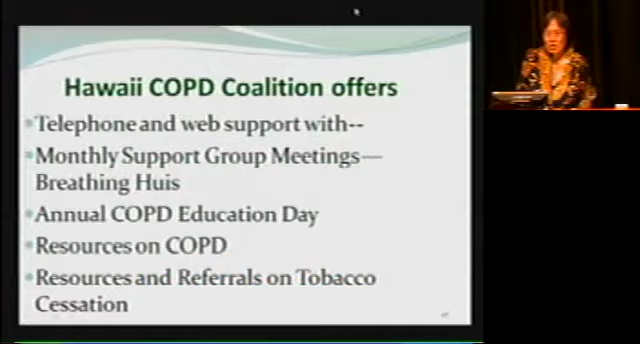 Hawaii COPD Coalition offers
Telephone and web support with--
Monthly Support Group Meetings—
Breathing Huis
Annual COPD Education Day
Resources on COPD
Resources and Referrals on Tobacco
Cessation